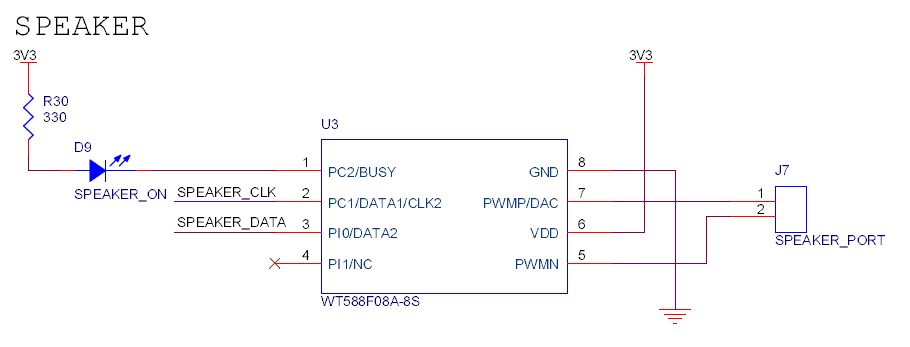 SPEAKER
3V3
3V3
R30
330
U3
D9
SPEAKER_ON
1
PC2/BUSY
GND
8
SPEAKER_CLK
2
PC1/DATA1/CLK2
PWMP/DAC
7
SPEAKER_DATA
3
PI0/DATA2
VDD
6
4
PI1/NC
PWMN
5
WT588F08A-8S
J7
1
2
SPEAKER_PORT